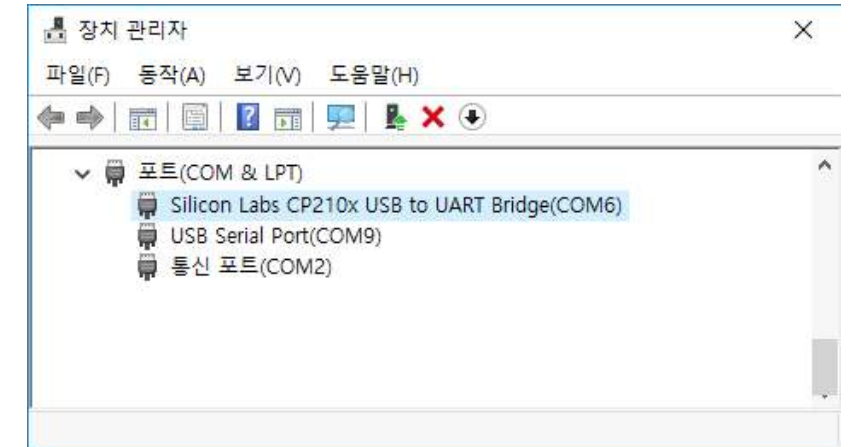 장치 관리자
파일(F) 동작(A) 보기(V) 도움말(H)
포트(COM & LPT)
Silicon Labs CP210x USB to UART Bridge(COM6)
USB Serial Port(COM9)
통신 포트(COM2)